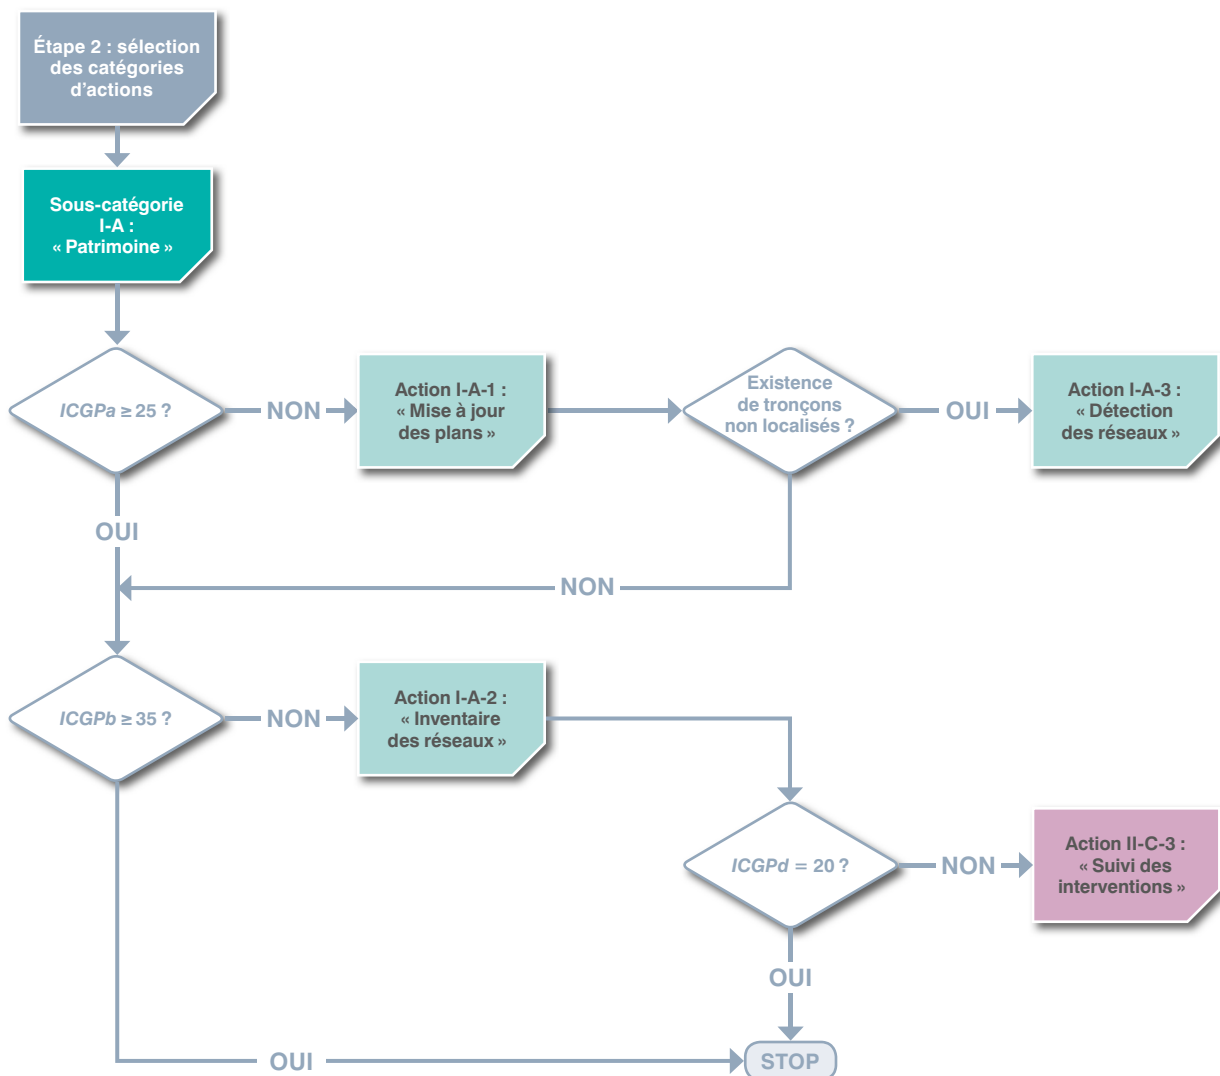 Étape 2 : sélection
des catégories
d’actions
Sous-catégorie
I-A :
« Patrimoine »
ICGPa ≥ 25 ?
NON
Action I-A-1 :
« Mise à jour
des plans »
Existence
de tronçons
non localisés ?
OUI
Action I-A-3 :
« Détection
des réseaux »
OUI
NON
ICGPb ≥ 35 ?
NON
Action I-A-2 :
« Inventaire
des réseaux »
ICGPd = 20 ?
NON
Action II-C-3 :
« Suivi des
interventions »
OUI
OUI
STOP